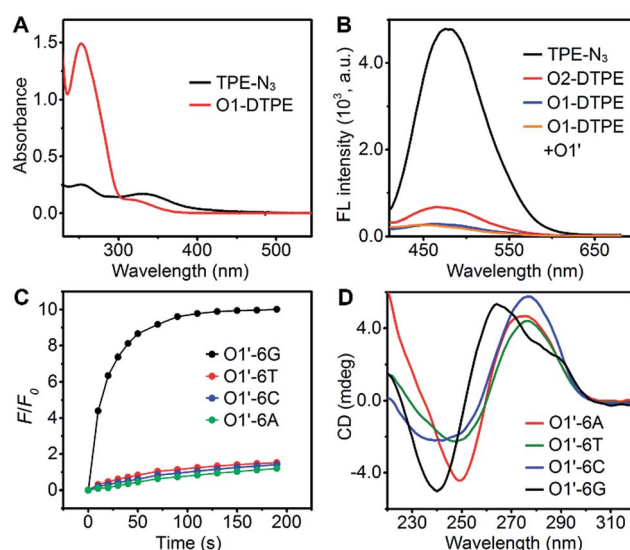 A
Absorbance
1.5
1.0
0.5
0.0
TPE-N₃
O1-DTPE
300
400
500
Wavelength (nm)
B
FL intensity (10³, a.u.)
4.0
2.0
0.0
TPE-N₃
O2-DTPE
O1-DTPE
O1-DTPE
+O1'
450
550
650
Wavelength (nm)
C
F/F₀
10
8
6
4
2
0
O1'-6G
O1'-6T
O1'-6C
O1'-6A
0
50
100
150
200
Time (s)
D
CD (mdeg)
4.0
0.0
-4.0
O1'-6A
O1'-6T
O1'-6C
O1'-6G
220
250
270
290
310
Wavelength (nm)